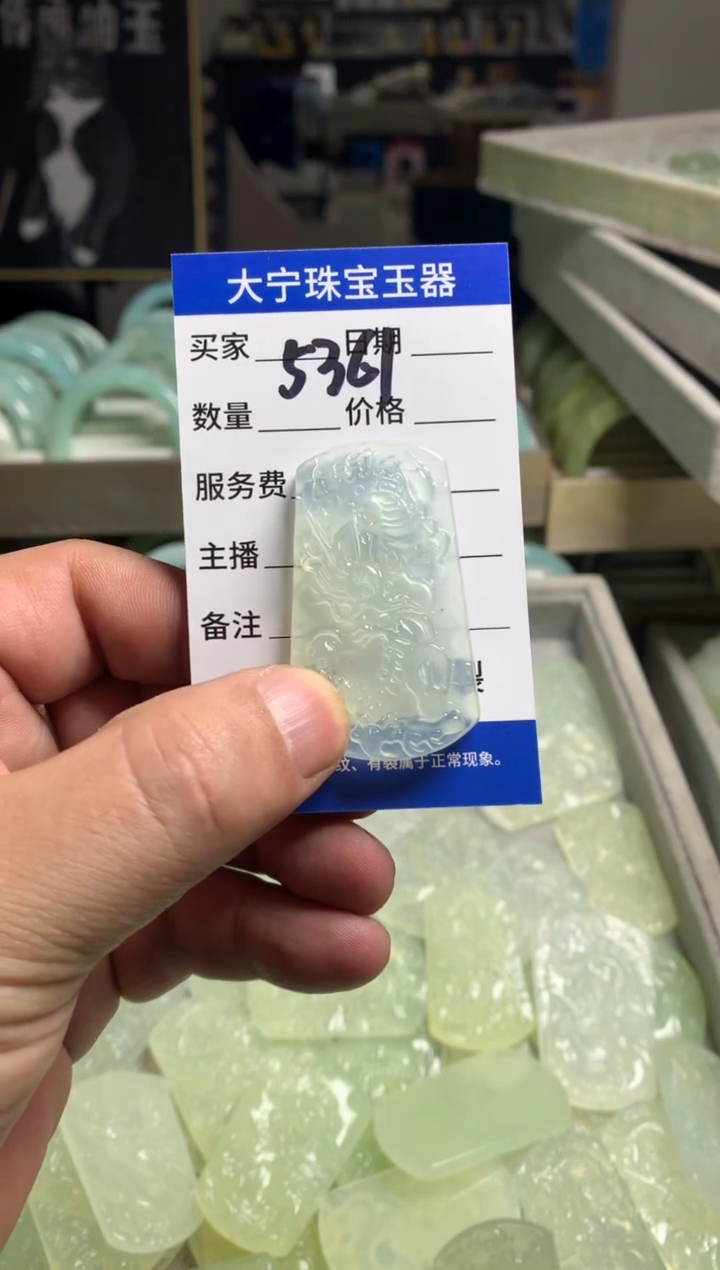 大宁珠宝玉器
买家 日期
5361
数量 价格
服务费
主播
备注
纹、有裂属于正常现象。